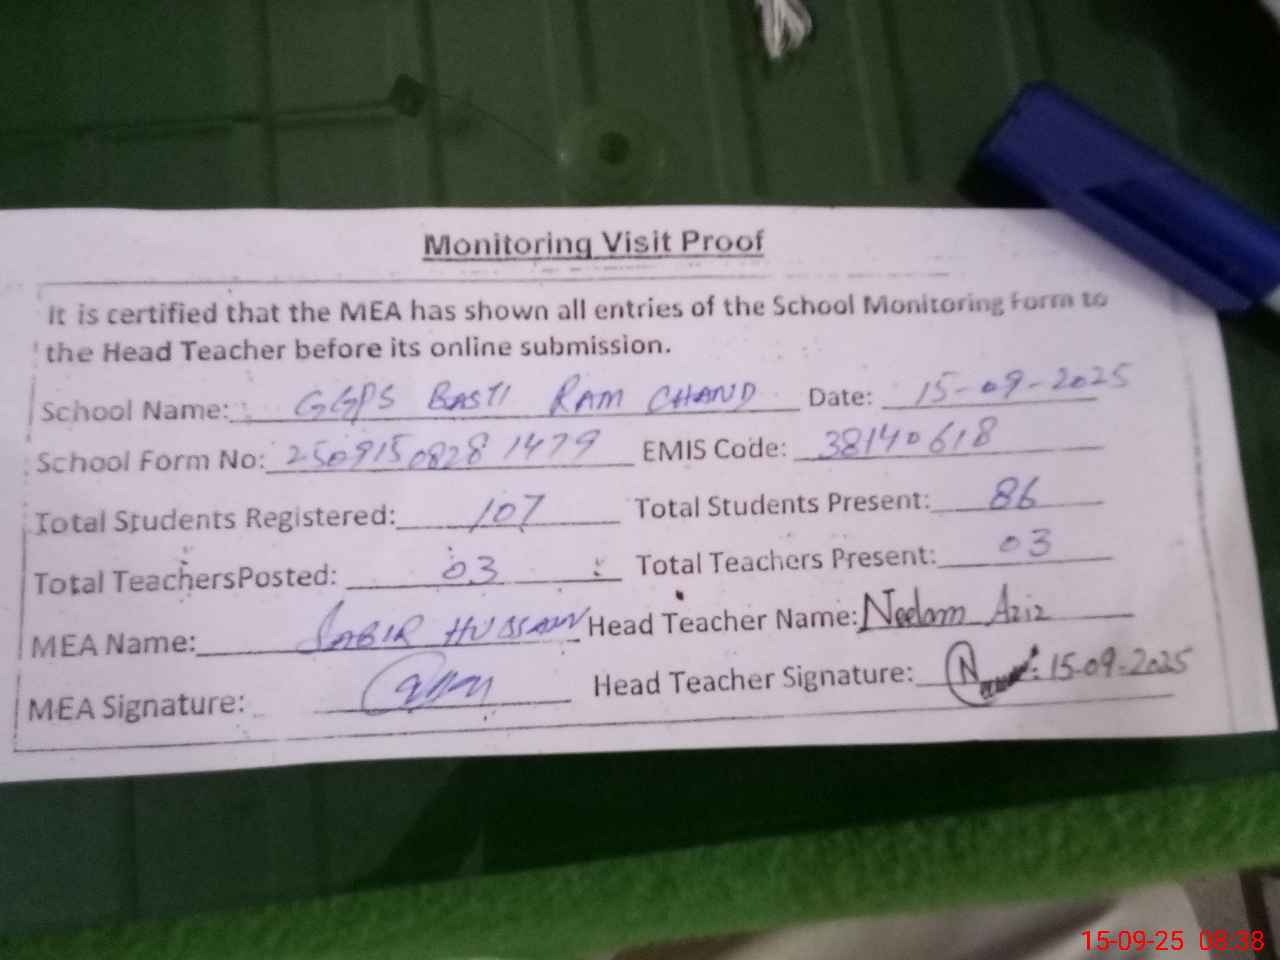 Monitoring Visit Proof
It is certified that the MEA has shown all entries of the School Monitoring Form to
the Head Teacher before its online submission.
School Name: GGPS BASTI RAM CHAND Date: 15-09-2025
School Form No: 2509150828 1479 EMIS Code: 38140618
Total Students Registered: 107 Total Students Present: 86
Total TeachersPosted: 03 Total Teachers Present: 03
MEA Name: SABIR HUSSAIN Head Teacher Name: Neelam Aziz
MEA Signature: Head Teacher Signature: 15-09-2025
15-09-25 08:38